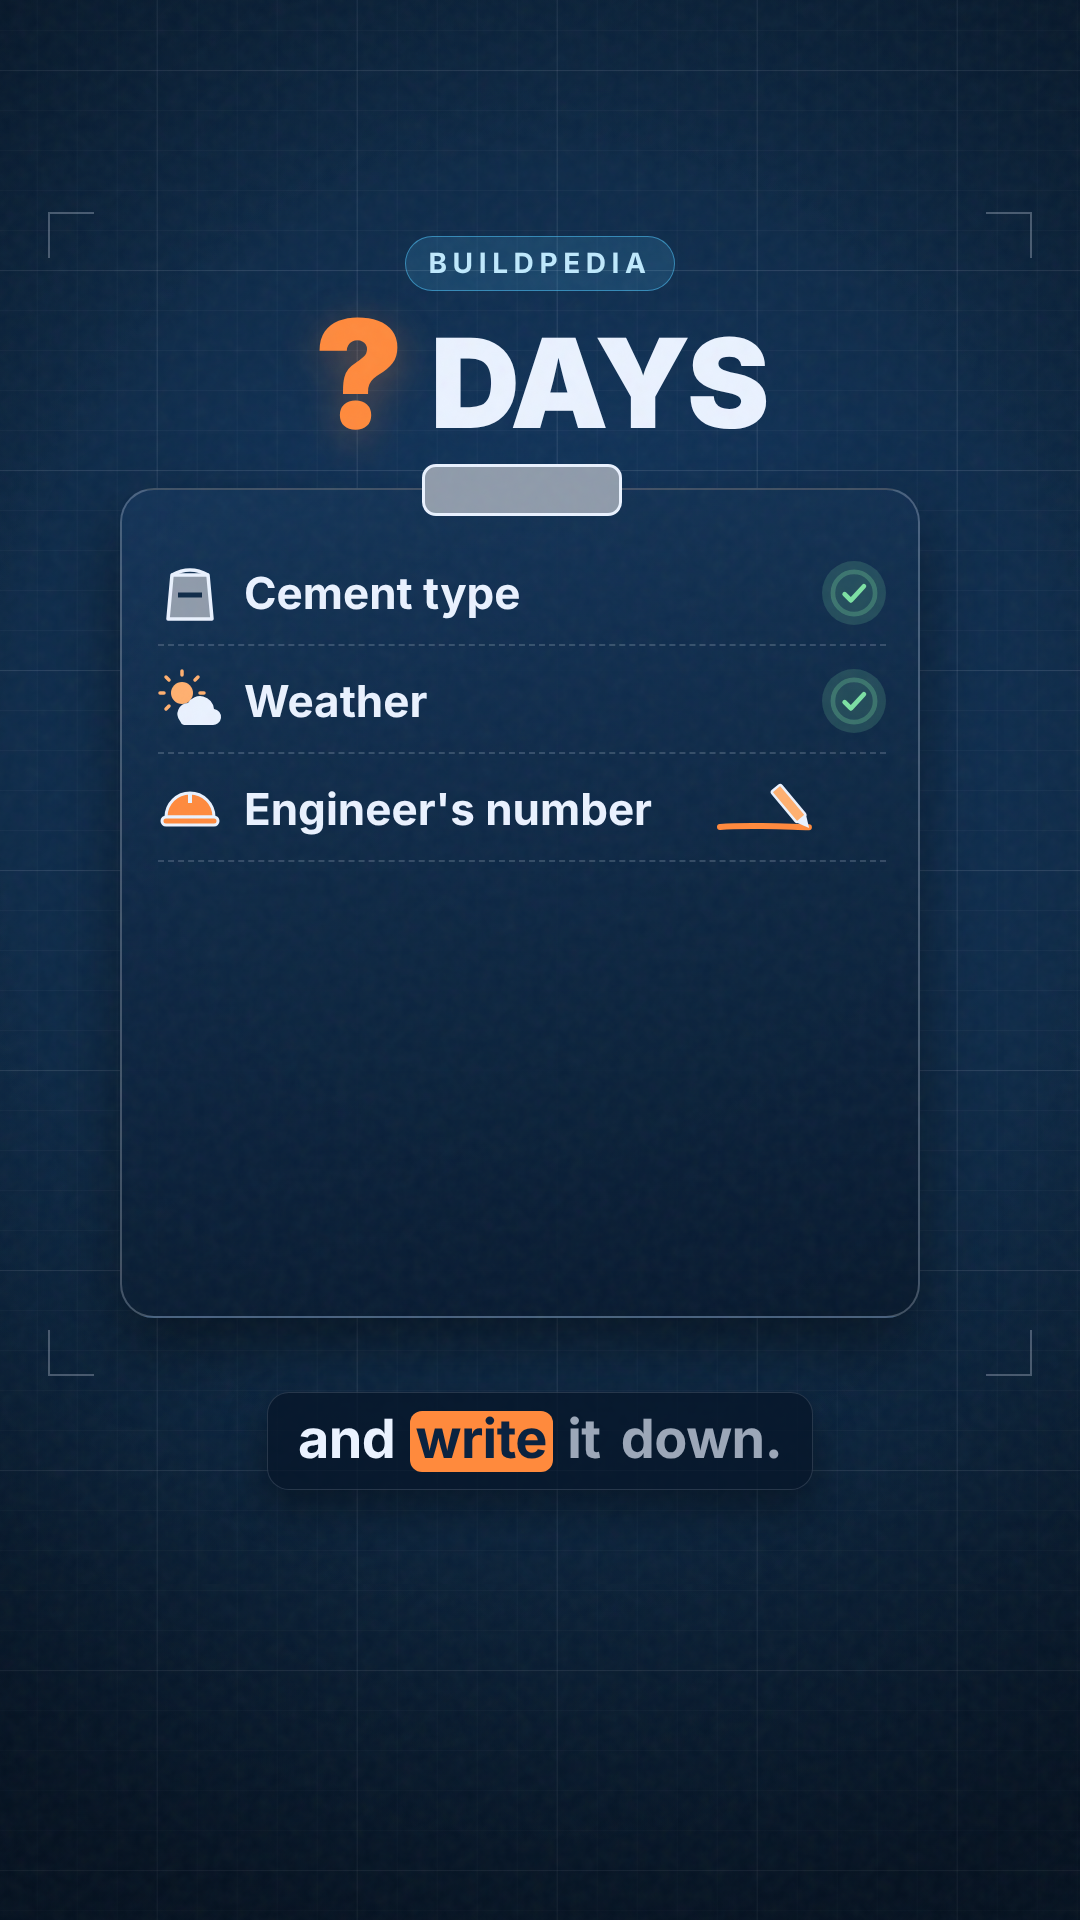 BUILDPEDIA
? DAYS
Cement type
Weather
Engineer's number
and write it down.